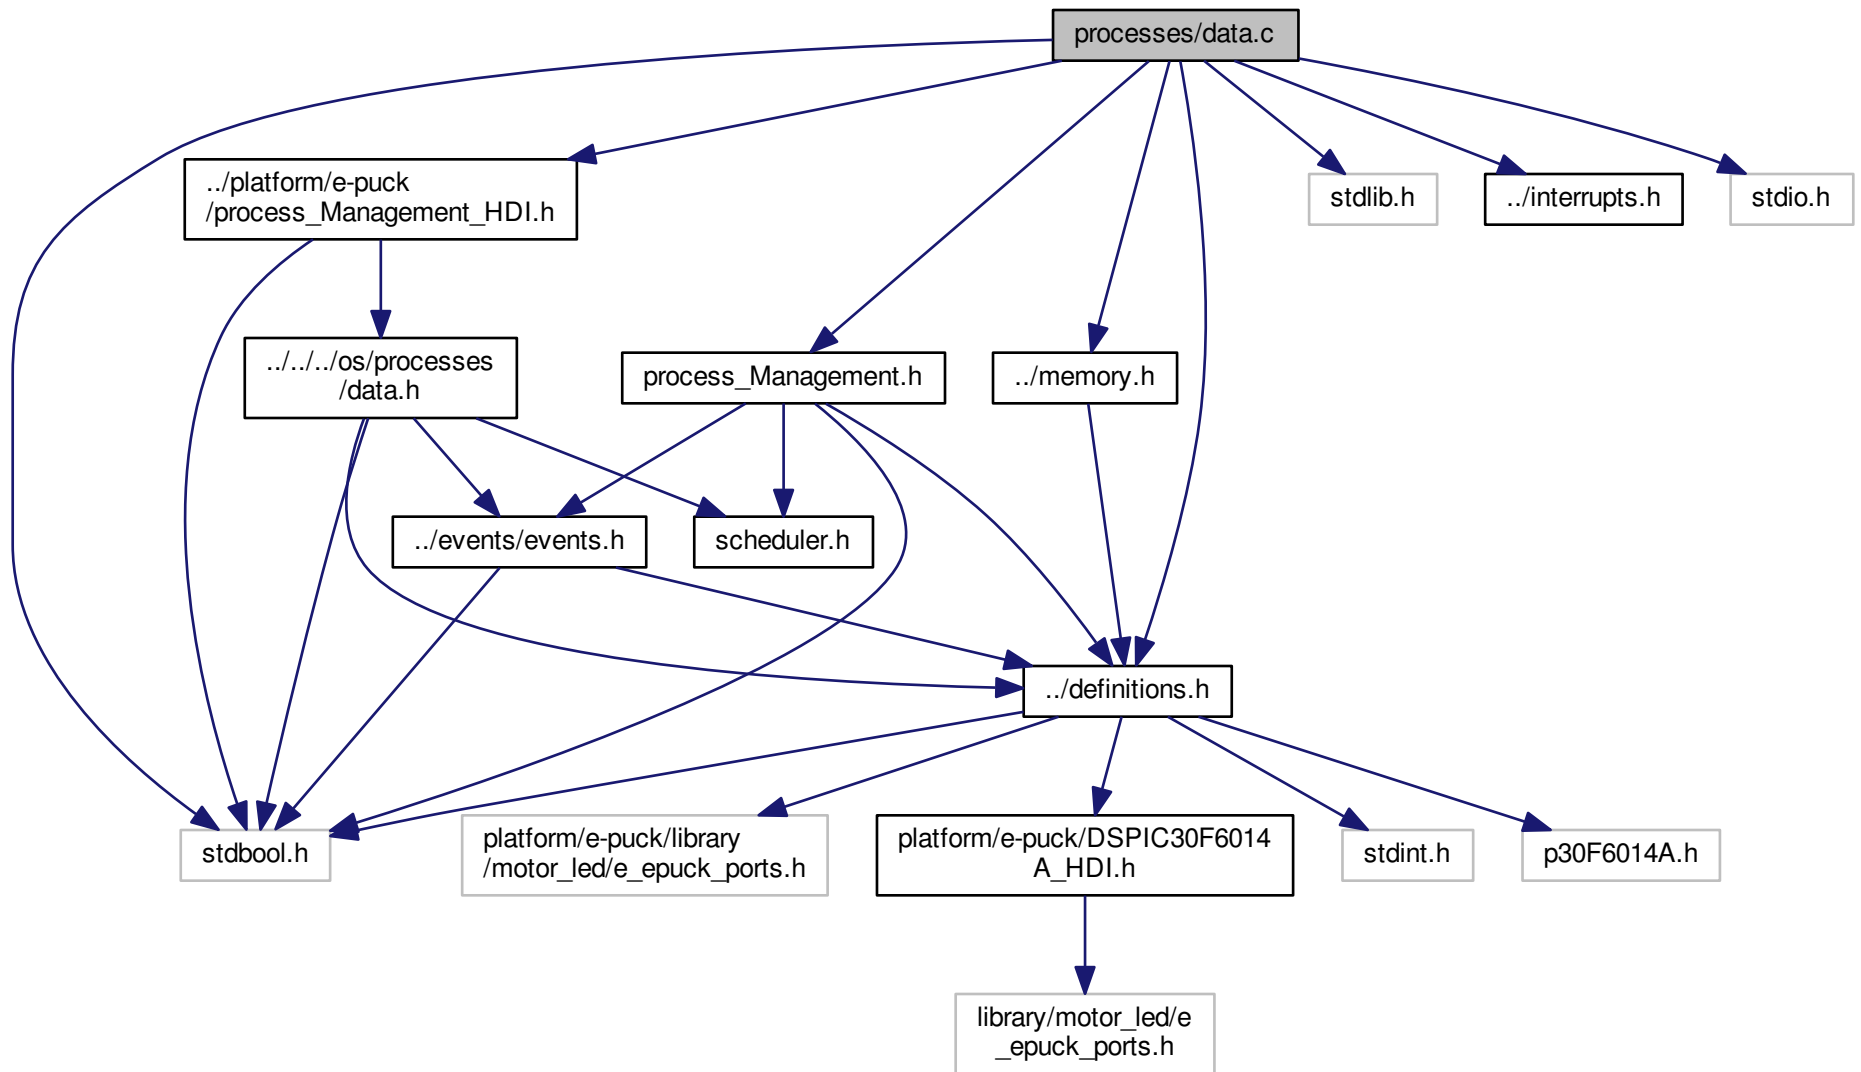 processes/data.c
../platform/e-puck
/process_Management_HDI.h
stdlib.h
../interrupts.h
stdio.h
../../../os/processes
/data.h
process_Management.h
../memory.h
../events/events.h
scheduler.h
../definitions.h
stdbool.h
platform/e-puck/library
/motor_led/e_epuck_ports.h
platform/e-puck/DSPIC30F6014
A_HDI.h
stdint.h
p30F6014A.h
library/motor_led/e
_epuck_ports.h